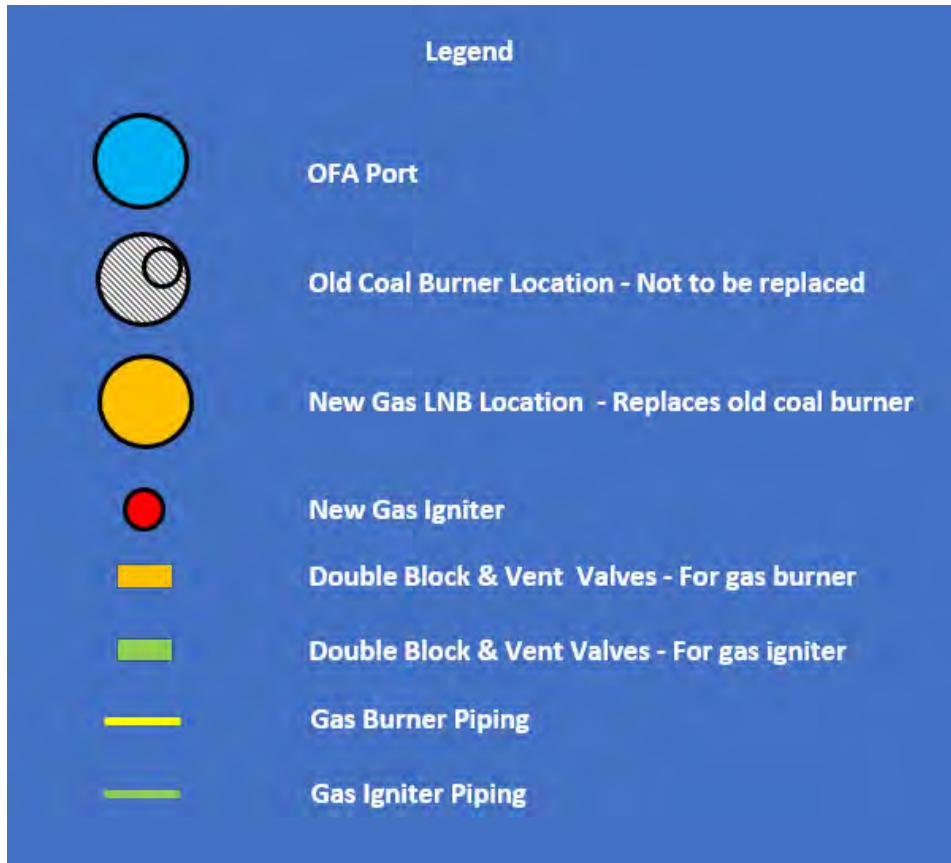 Legend
OFA Port
Old Coal Burner Location - Not to be replaced
New Gas LNB Location - Replaces old coal burner
New Gas Igniter
Double Block & Vent Valves - For gas burner
Double Block & Vent Valves - For gas igniter
Gas Burner Piping
Gas Igniter Piping